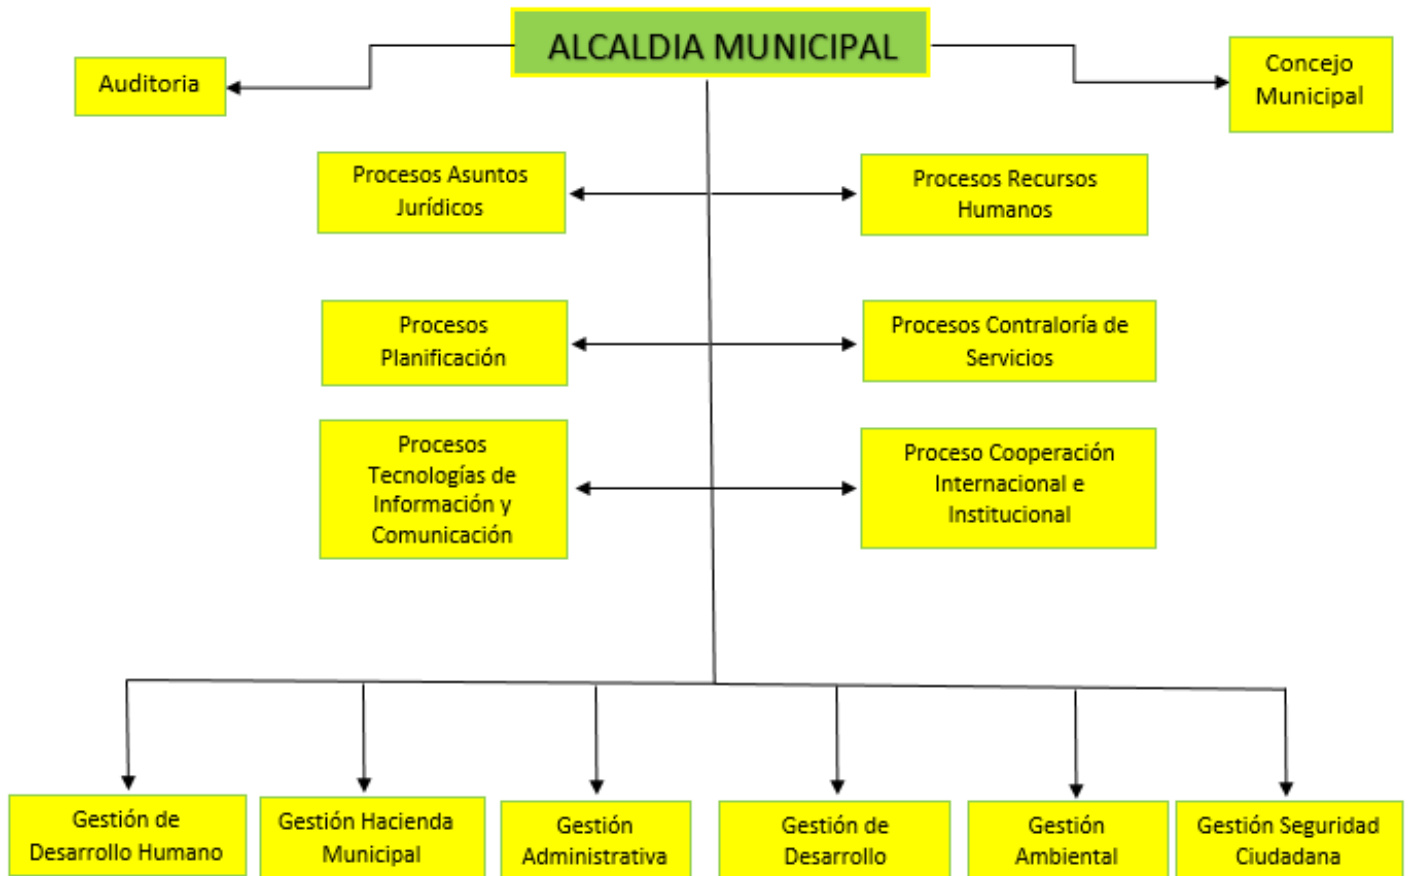 ALCALDIA MUNICIPAL
Auditoria
Concejo
Municipal
Procesos Asuntos
Jurídicos
Procesos Recursos
Humanos
Procesos
Planificación
Procesos Contraloría de
Servicios
Procesos
Tecnologías de
Información y
Comunicación
Proceso Cooperación
Internacional e
Institucional
Gestión de
Desarrollo Humano
Gestión Hacienda
Municipal
Gestión
Administrativa
Gestión de
Desarrollo
Gestión
Ambiental
Gestión Seguridad
Ciudadana